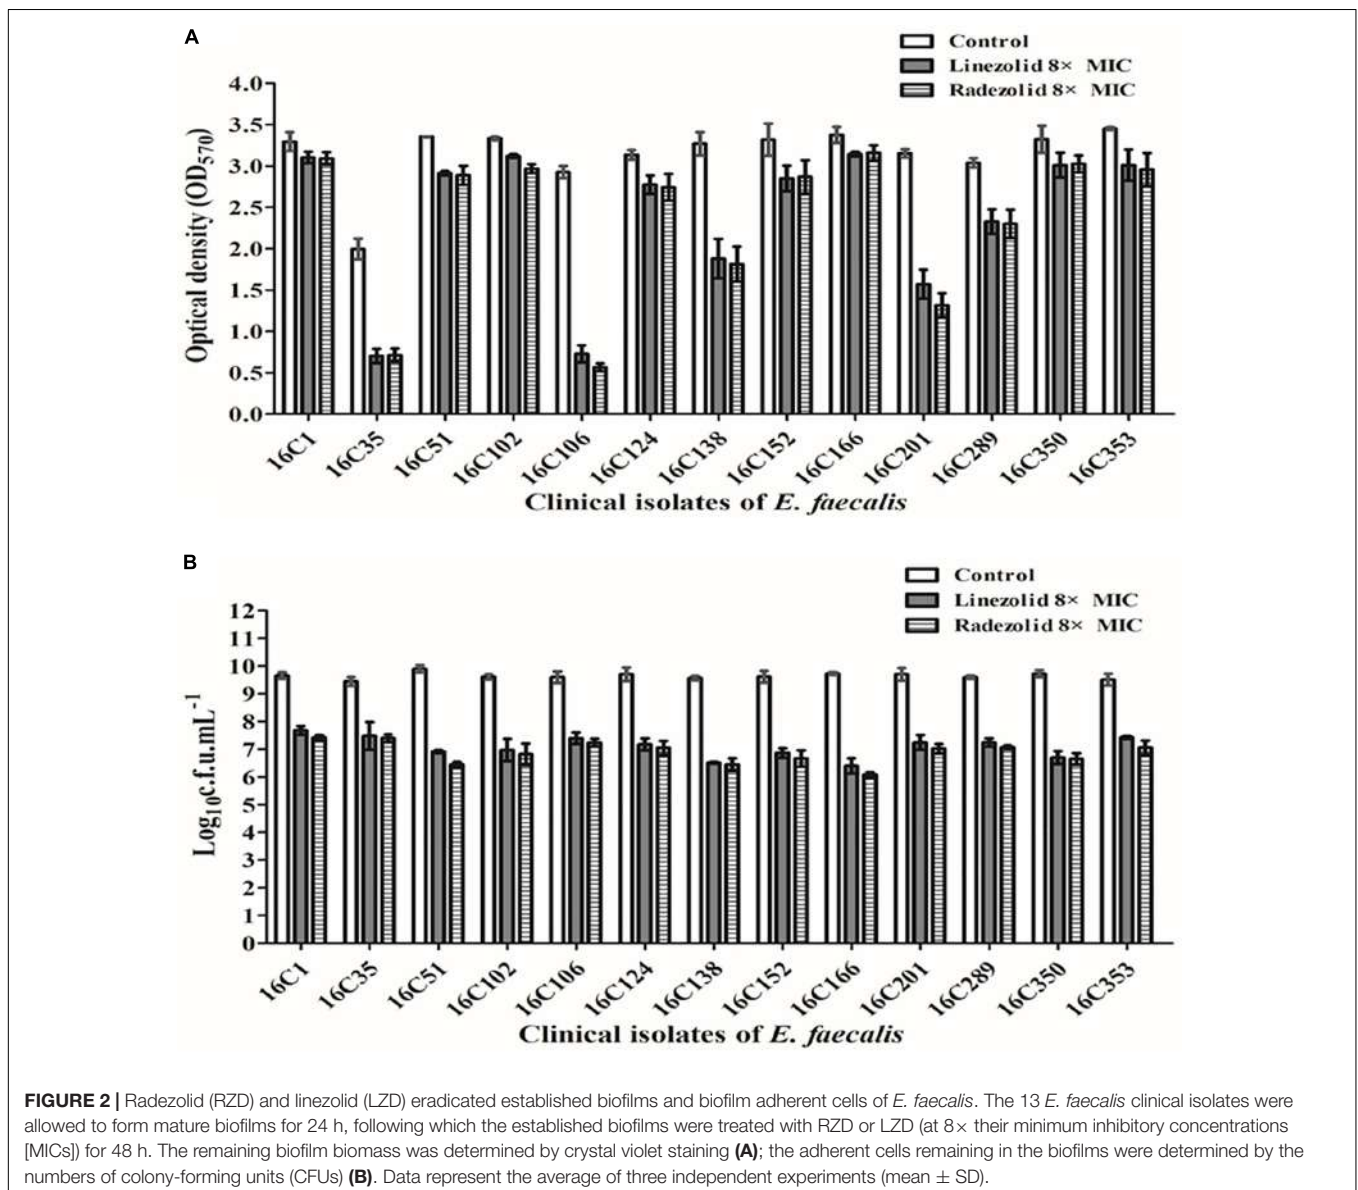 A
Control
Linezolid 8× MIC
Radezolid 8× MIC
4.0
3.5
3.0
2.5
2.0
1.5
1.0
0.5
0.0
Optical density (OD570)
16C1
16C35
16C51
16C102
16C106
16C124
16C138
16C152
16C166
16C201
16C289
16C350
16C353
Clinical isolates of E. faecalis
B
Control
Linezolid 8× MIC
Radezolid 8× MIC
12
11
10
9
8
7
6
5
4
3
2
1
0
Log10c.f.u.mL-1
16C1
16C35
16C51
16C102
16C106
16C124
16C138
16C152
16C166
16C201
16C289
16C350
16C353
Clinical isolates of E. faecalis
FIGURE 2 | Radezolid (RZD) and linezolid (LZD) eradicated established biofilms and biofilm adherent cells of E. faecalis. The 13 E. faecalis clinical isolates were
allowed to form mature biofilms for 24 h, following which the established biofilms were treated with RZD or LZD (at 8× their minimum inhibitory concentrations
[MICs]) for 48 h. The remaining biofilm biomass was determined by crystal violet staining (A); the adherent cells remaining in the biofilms were determined by the
numbers of colony-forming units (CFUs) (B). Data represent the average of three independent experiments (mean ± SD).